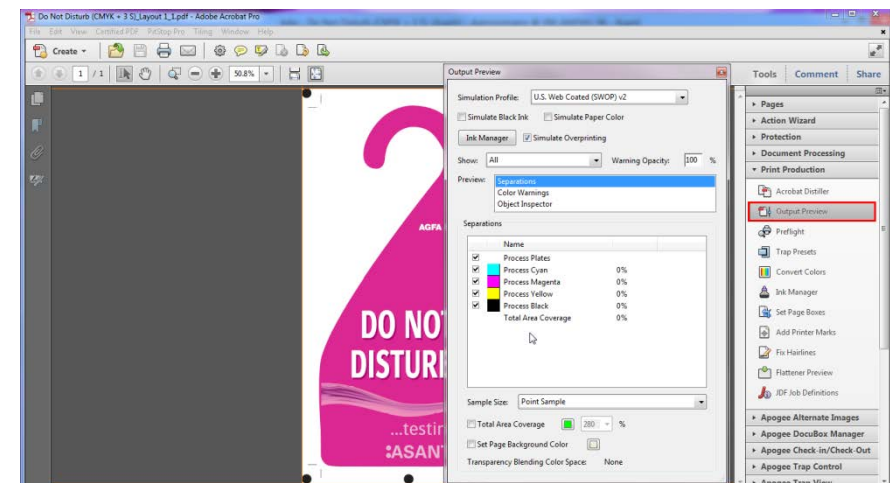 Do Not Disturb (CMYK + 3 S)_Layout 1_1.pdf - Adobe Acrobat Pro
File Edit View Certified PDF PitStop Pro Tiling Window Help
Create
1 / 1 50.8%
Tools Comment Share
Output Preview
Simulation Profile: U.S. Web Coated (SWOP) v2
Simulate Black Ink Simulate Paper Color
Ink Manager Simulate Overprinting
Show: All Warning Opacity: 100 %
Preview: Separations
Color Warnings
Object Inspector
Separations
Name
Process Plates
Process Cyan 0%
Process Magenta 0%
Process Yellow 0%
Process Black 0%
Total Area Coverage 0%
Sample Size: Point Sample
Total Area Coverage 280 %
Set Page Background Color
Transparency Blending Color Space: None
AGFA
DO NO
DISTUR
...testin
:ASAN
Pages
Action Wizard
Protection
Document Processing
Print Production
Acrobat Distiller
Output Preview
Preflight
Trap Presets
Convert Colors
Ink Manager
Set Page Boxes
Add Printer Marks
Fix Hairlines
Flattener Preview
JDF Job Definitions
Apogee Alternate Images
Apogee DocuBox Manager
Apogee Check-in/Check-Out
Apogee Trap Control
Apogee Trap View